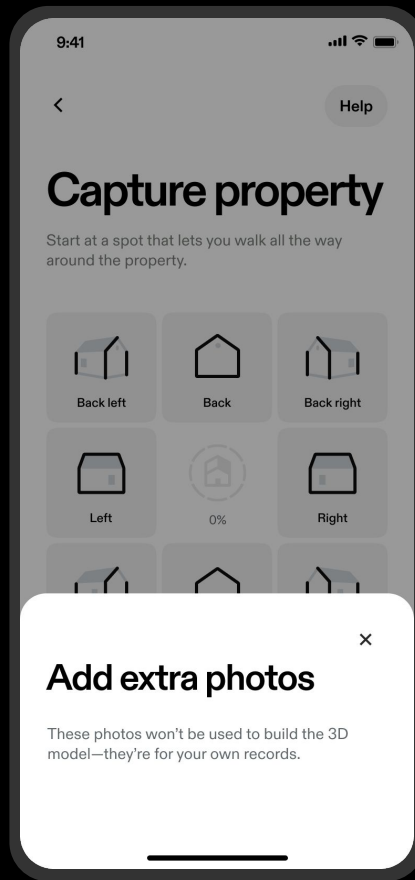 9:41
Help
Capture property
Start at a spot that lets you walk all the way
around the property.
Back left
Back
Back right
Left
0%
Right
Add extra photos
These photos won’t be used to build the 3D
model—they’re for your own records.